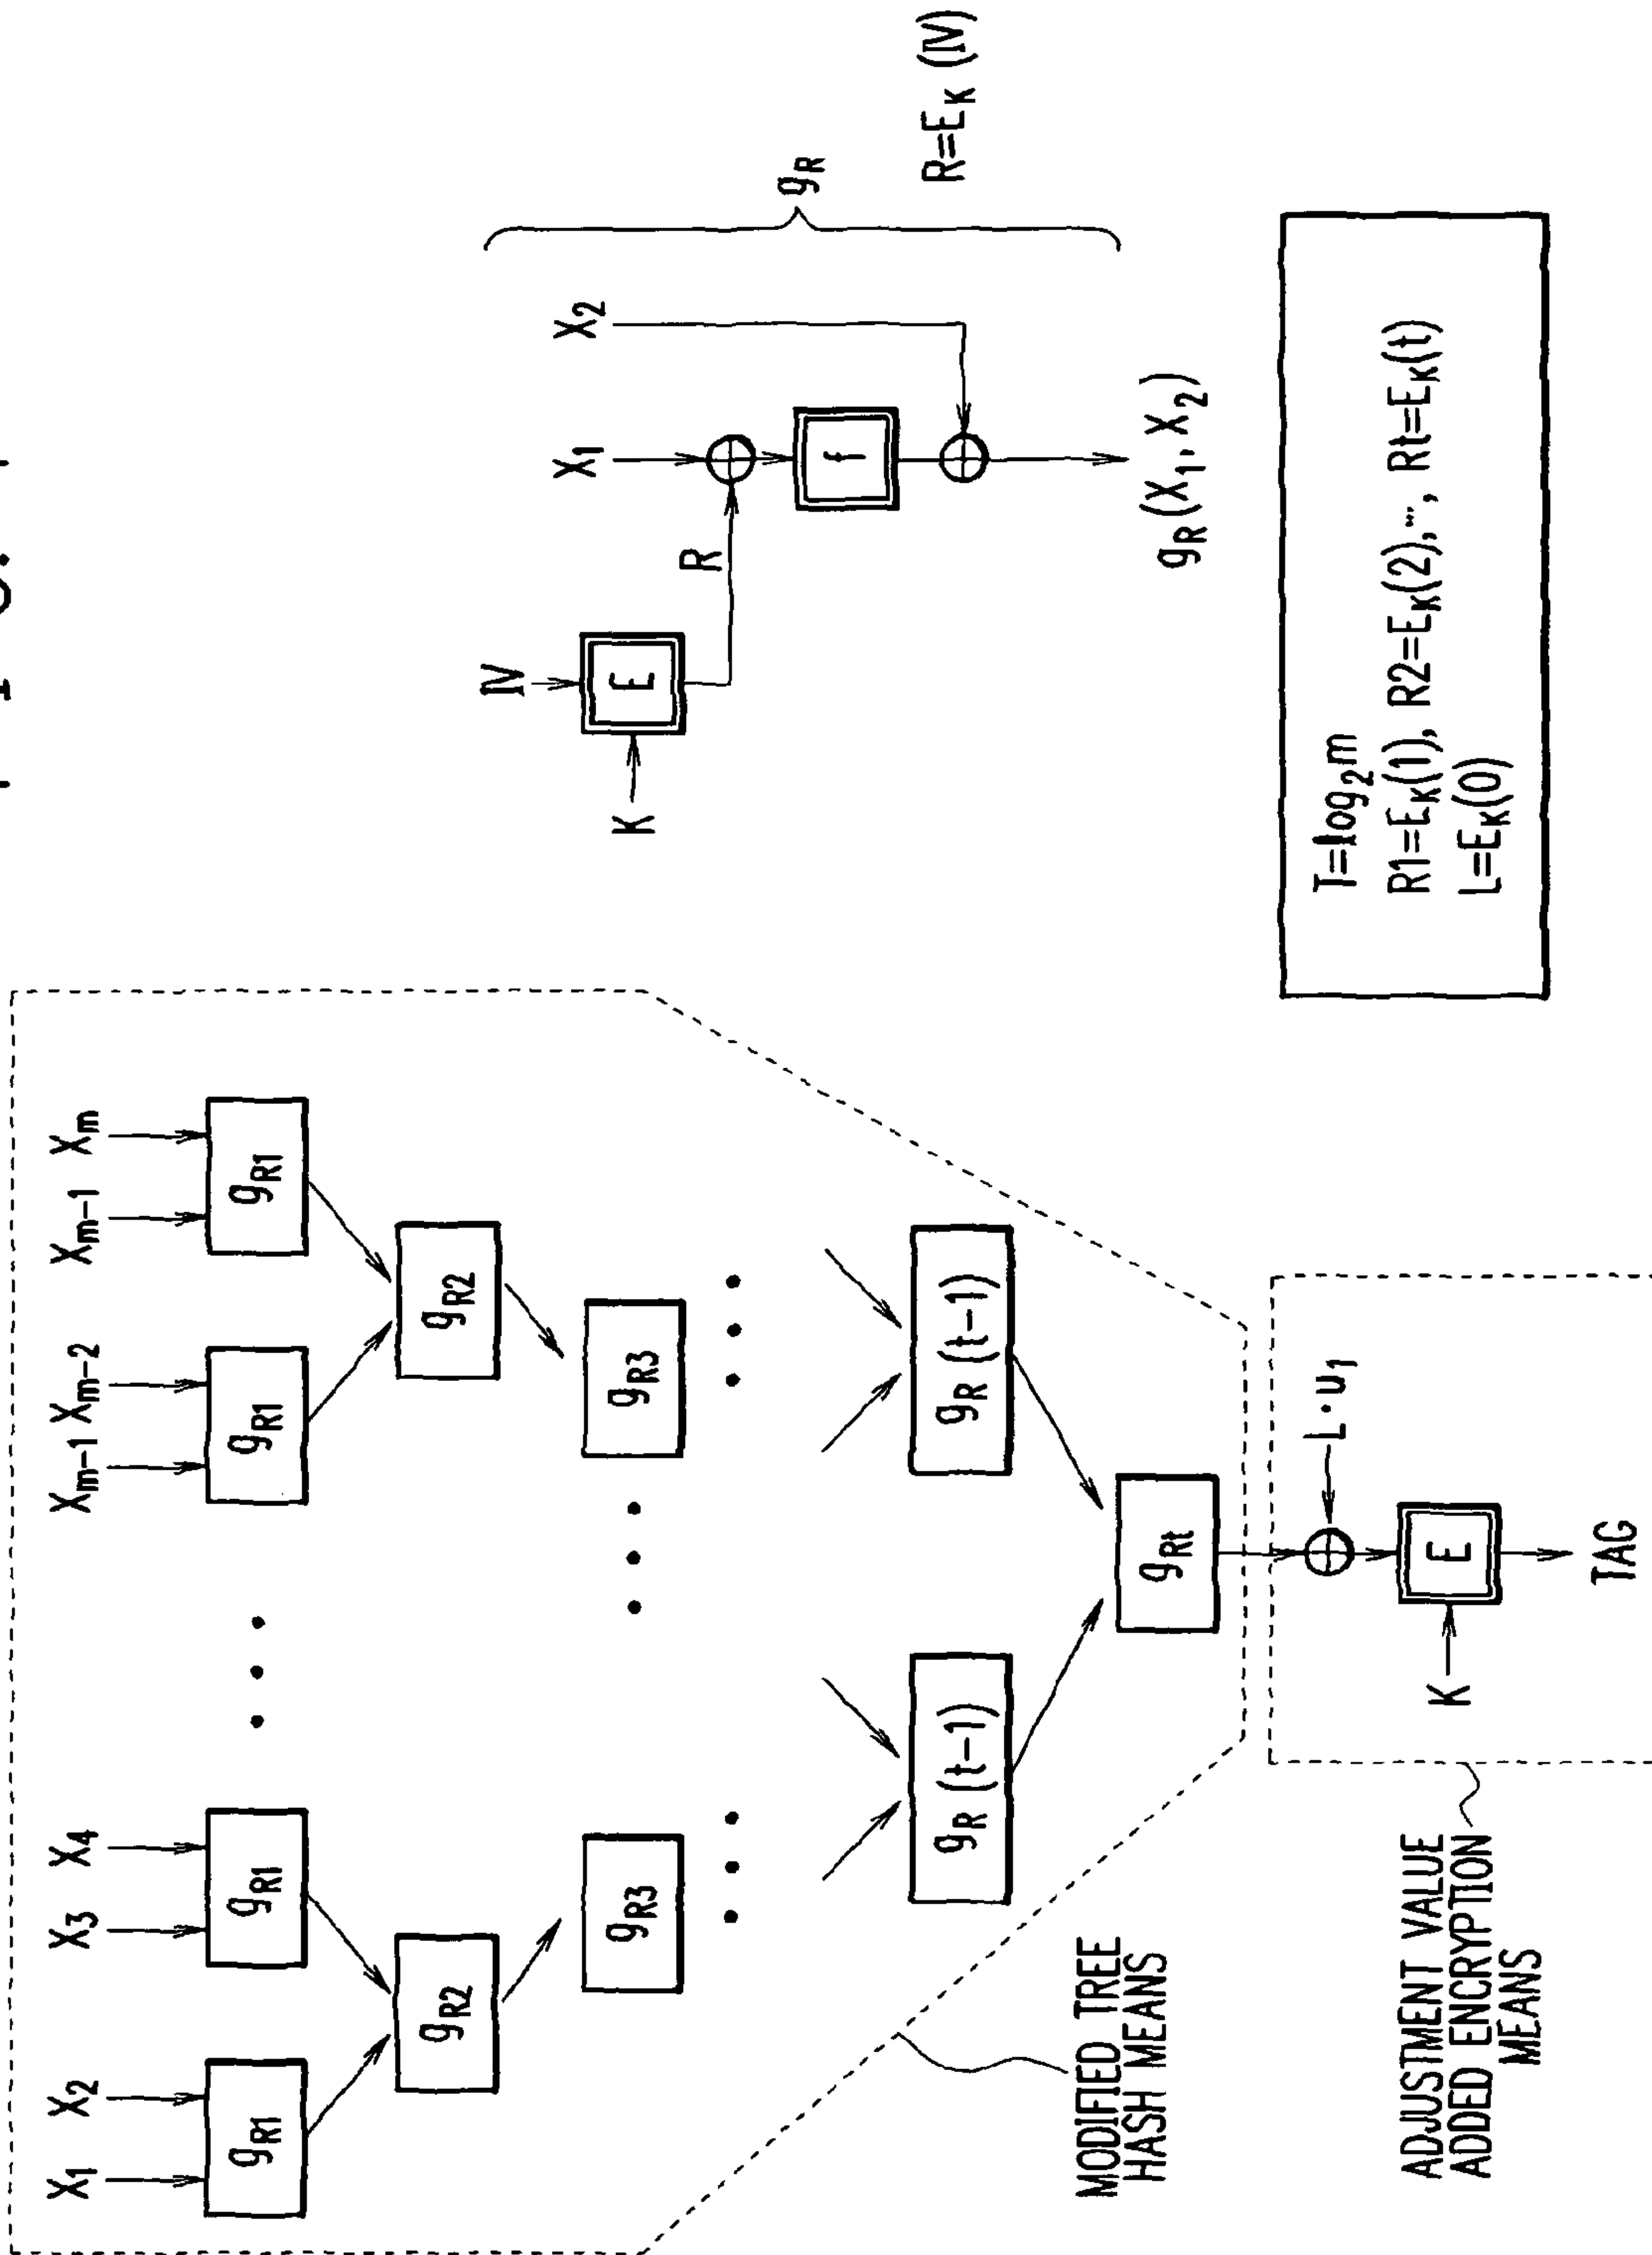 X1 X2 X3 X4 Xm-1 Xm-2 Xm-1 Xm
gR1 gR1 gR1 gR1
gR2 gR2
gR3 gR3
gR (t-1) gR (t-1)
gRt
L·u1
K E
TAG
MODIFIED TREE
HASH MEANS
ADJUSTMENT VALUE
ADDED ENCRYPTION
MEANS
IV X1 X2
K E
R
f
gR
gR(X1, X2)
R=EK (IV)
T=log2m
R1=EK(1), R2=EK(2),..., Rt=EK(t)
L=EK(0)